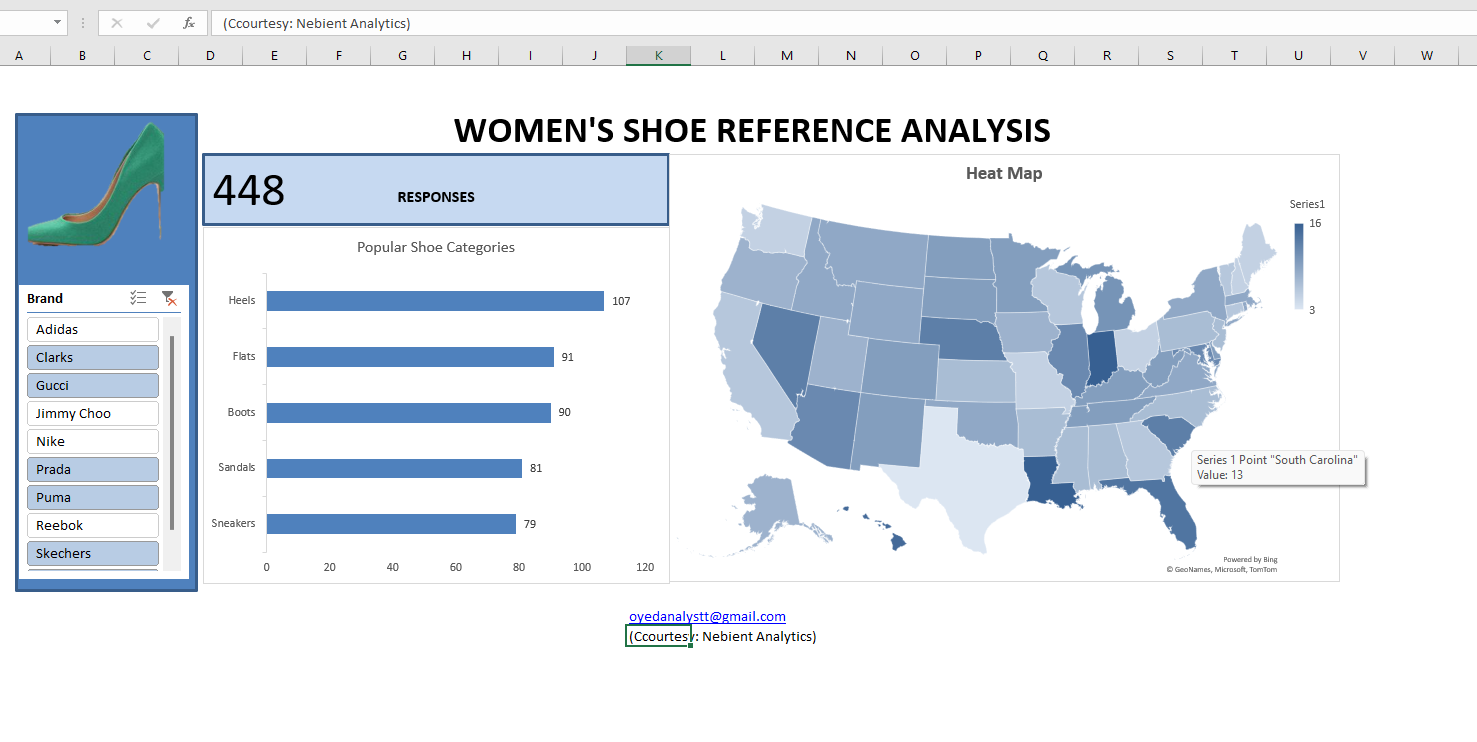 fx (Ccourtesy: Nebient Analytics)
A B C D E F G H I J K L M N O P Q R S T U V W
WOMEN'S SHOE REFERENCE ANALYSIS
448 RESPONSES
Popular Shoe Categories
Heels 107
Flats 91
Boots 90
Sandals 81
Sneakers 79
0 20 40 60 80 100 120
Brand
Adidas
Clarks
Gucci
Jimmy Choo
Nike
Prada
Puma
Reebok
Skechers
Heat Map
Series1
16
3
Series 1 Point "South Carolina"
Value: 13
Powered by Bing
© GeoNames, Microsoft, TomTom
oyedanalystt@gmail.com
(Ccourtesy: Nebient Analytics)